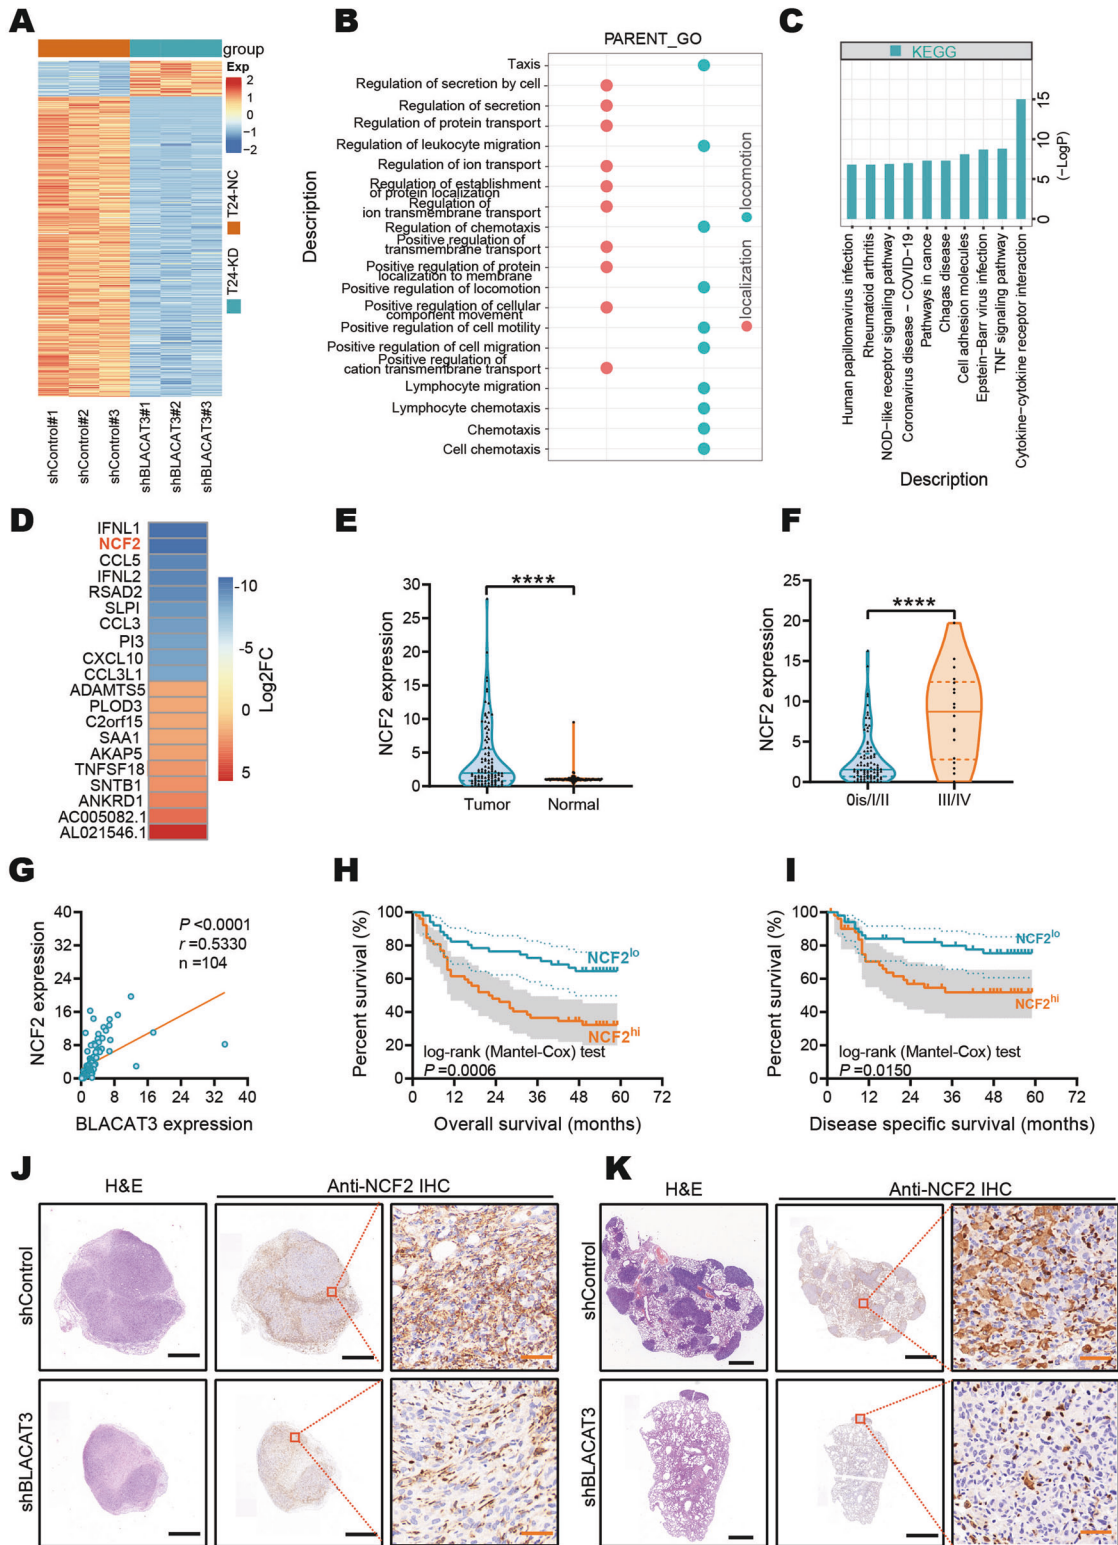 A
group
Exp
2
1
0
−1
−2
T24-NC
T24-KD
shControl#1
shControl#2
shControl#3
shBLACAT3#1
shBLACAT3#2
shBLACAT3#3
B
PARENT_GO
Description
Taxis
Regulation of secretion by cell
Regulation of secretion
Regulation of protein transport
Regulation of leukocyte migration
Regulation of ion transport
Regulation of establishment
of protein localization
Regulation of
ion transmembrane transport
Regulation of chemotaxis
Positive regulation of
transmembrane transport
Positive regulation of protein
localization to membrane
Positive regulation of locomotion
Positive regulation of cellular
component movement
Positive regulation of cell motility
Positive regulation of cell migration
Positive regulation of
cation transmembrane transport
Lymphocyte migration
Lymphocyte chemotaxis
Chemotaxis
Cell chemotaxis
locomotion
localization
C
KEGG
15
10
5
0
(−LogP)
Human papillomavirus infection
Rheumatoid arthritis
NOD−like receptor signaling pathway
Coronavirus disease − COVID−19
Pathways in cance
Chagas disease
Cell adhesion molecules
Epstein−Barr virus infection
TNF signaling pathway
Cytokine−cytokine receptor interaction
Description
D
IFNL1
NCF2
CCL5
IFNL2
RSAD2
SLPI
CCL3
PI3
CXCL10
CCL3L1
ADAMTS5
PLOD3
C2orf15
SAA1
AKAP5
TNFSF18
SNTB1
ANKRD1
AC005082.1
AL021546.1
-10
-5
0
5
Log2FC
E
NCF2 expression
30
25
20
15
10
5
0
****
Tumor
Normal
F
NCF2 expression
25
20
15
10
5
0
****
0is/I/II
III/IV
G
NCF2 expression
40
32
24
16
8
0
P <0.0001
r =0.5330
n =104
0 8 16 24 32 40
BLACAT3 expression
H
Percent survival (%)
100
80
60
40
20
0
NCF2lo
NCF2hi
log-rank (Mantel-Cox) test
P =0.0006
0 12 24 36 48 60 72
Overall survival (months)
I
Percent survival (%)
100
80
60
40
20
0
NCF2lo
NCF2hi
log-rank (Mantel-Cox) test
P =0.0150
0 12 24 36 48 60 72
Disease specific survival (months)
J
H&E
Anti-NCF2 IHC
shControl
shBLACAT3
K
H&E
Anti-NCF2 IHC
shControl
shBLACAT3